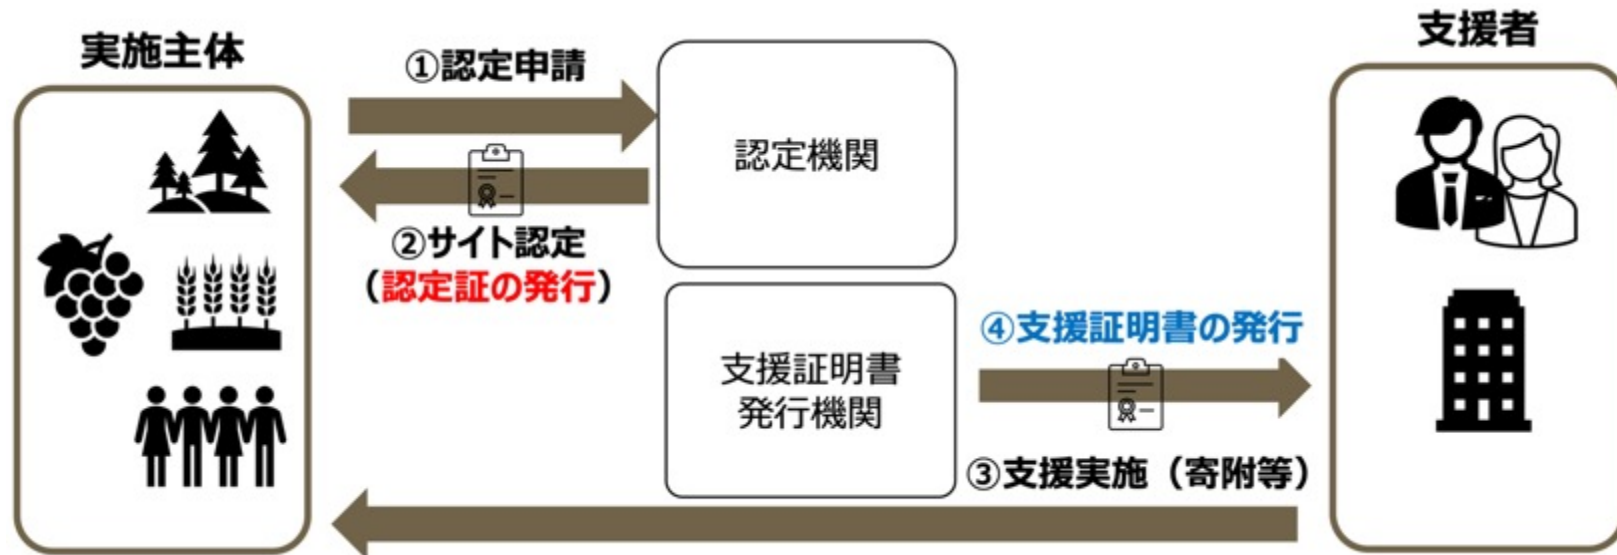 実施主体
①認定申請
認定機関
②サイト認定
（認定証の発行）
支援証明書
発行機関
支援者
④支援証明書の発行
③支援実施（寄附等）